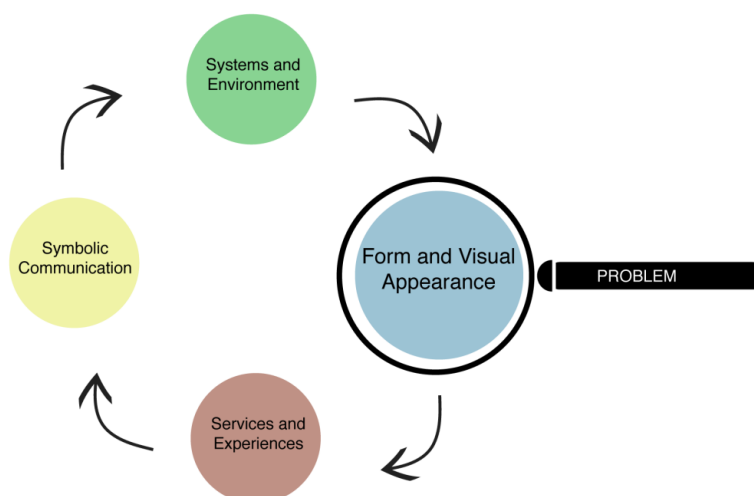 Systems and
Environment
Form and Visual
Appearance
PROBLEM
Symbolic
Communication
Services and
Experiences